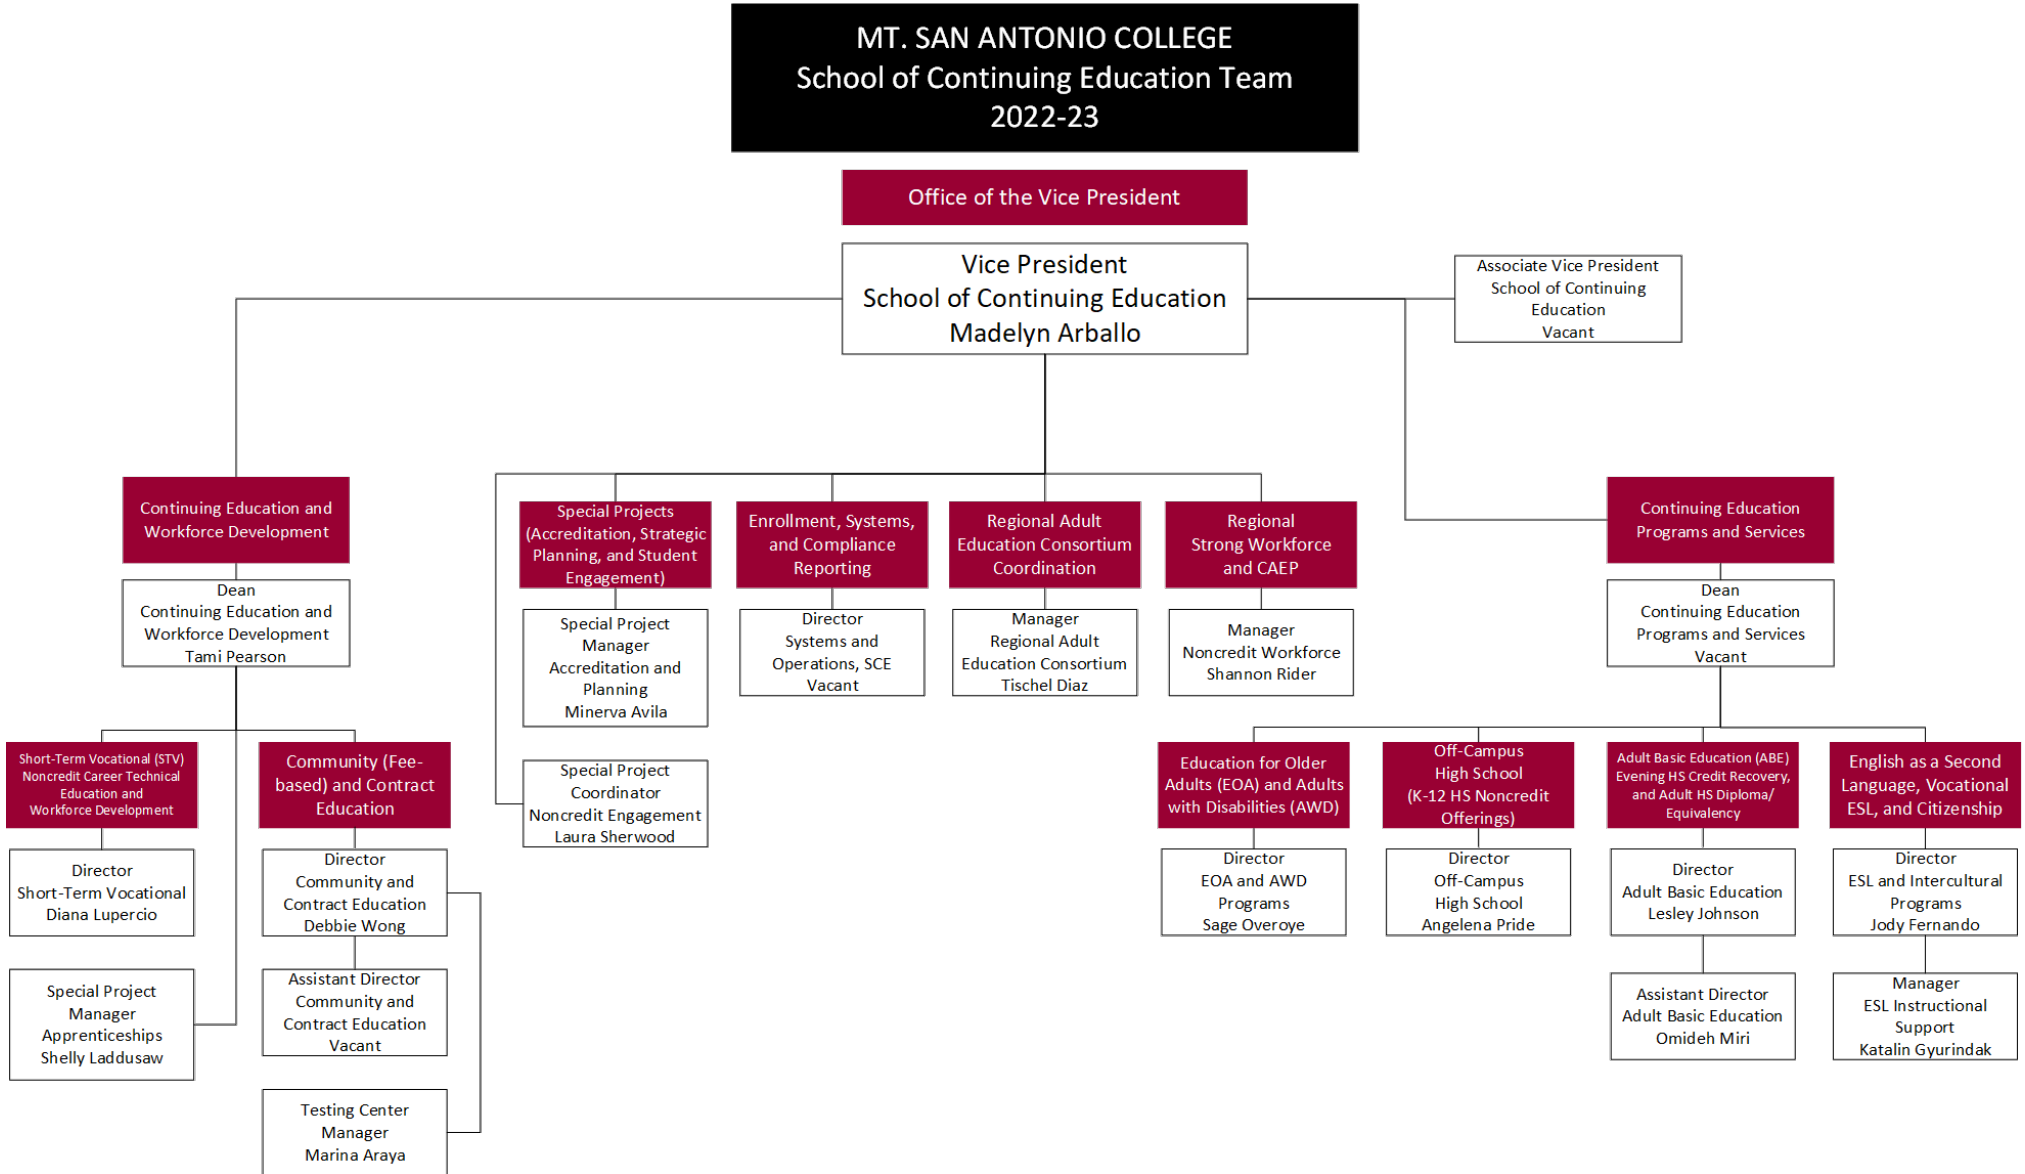 MT. SAN ANTONIO COLLEGE
School of Continuing Education Team
2022-23
Office of the Vice President
Vice President
School of Continuing Education
Madelyn Arballo
Associate Vice President
School of Continuing
Education
Vacant
Continuing Education and
Workforce Development
Dean
Continuing Education and
Workforce Development
Tami Pearson
Short-Term Vocational (STV)
Noncredit Career Technical
Education and
Workforce Development
Director
Short-Term Vocational
Diana Lupercio
Special Project
Manager
Apprenticeships
Shelly Laddusaw
Community (Fee-
based) and Contract
Education
Director
Community and
Contract Education
Debbie Wong
Assistant Director
Community and
Contract Education
Vacant
Testing Center
Manager
Marina Araya
Special Projects
(Accreditation, Strategic
Planning, and Student
Engagement)
Special Project
Manager
Accreditation and
Planning
Minerva Avila
Special Project
Coordinator
Noncredit Engagement
Laura Sherwood
Enrollment, Systems,
and Compliance
Reporting
Director
Systems and
Operations, SCE
Vacant
Regional Adult
Education Consortium
Coordination
Manager
Regional Adult
Education Consortium
Tischel Diaz
Regional
Strong Workforce
and CAEP
Manager
Noncredit Workforce
Shannon Rider
Continuing Education
Programs and Services
Dean
Continuing Education
Programs and Services
Vacant
Education for Older
Adults (EOA) and Adults
with Disabilities (AWD)
Director
EOA and AWD
Programs
Sage Overoye
Off-Campus
High School
(K-12 HS Noncredit
Offerings)
Director
Off-Campus
High School
Angelena Pride
Adult Basic Education (ABE)
Evening HS Credit Recovery,
and Adult HS Diploma/
Equivalency
Director
Adult Basic Education
Lesley Johnson
Assistant Director
Adult Basic Education
Omideh Miri
English as a Second
Language, Vocational
ESL, and Citizenship
Director
ESL and Intercultural
Programs
Jody Fernando
Manager
ESL Instructional
Support
Katalin Gyurindak